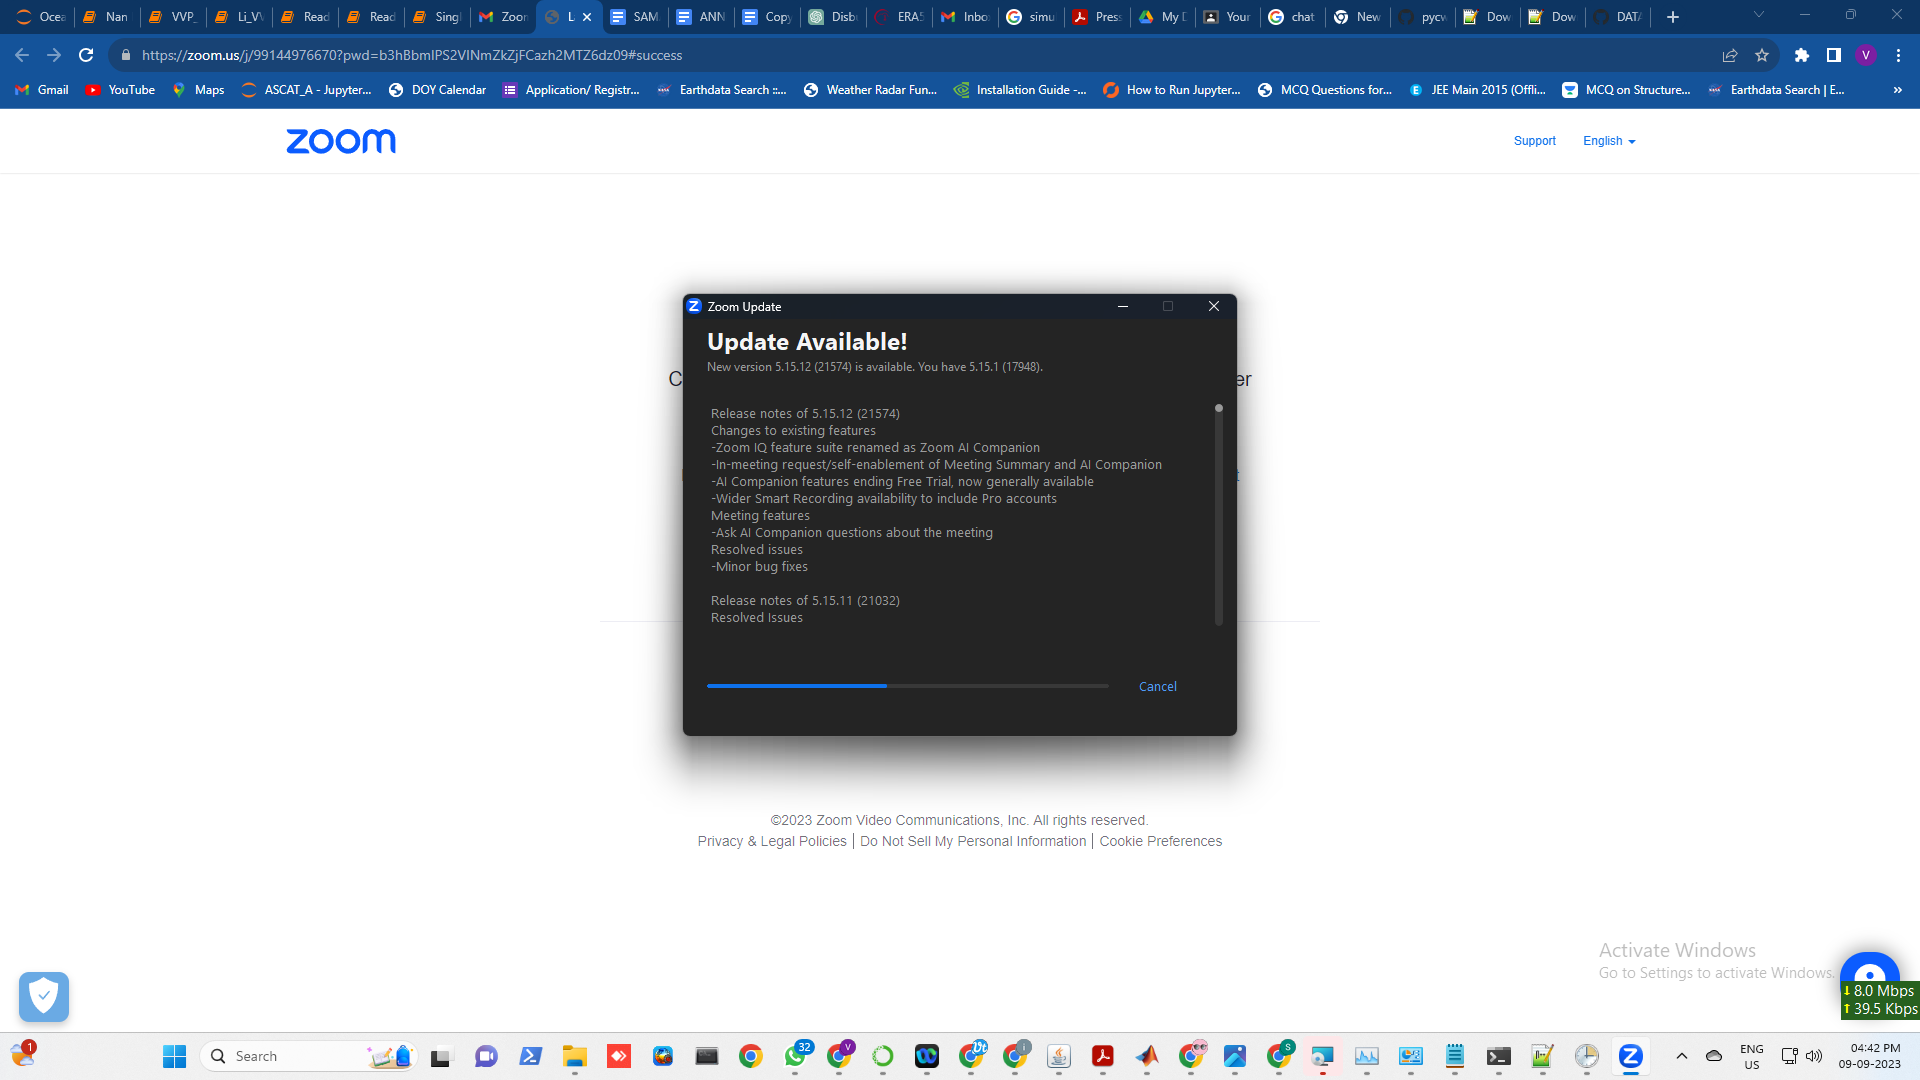 Ocea
Nan
VVP_
Li_VV
Read
Read
Singl
Zoom
L
SAM
ANN
Copy
Disb
ERA5
Inbo
simu
Press
My D
Your
chat
New
pycw
Dow
Dow
DATA
https://zoom.us/j/99144976670?pwd=b3hBbmlPS2VlNmZkZjFCazh2MTZ6dz09#success
V
Gmail
YouTube
Maps
ASCAT_A - Jupyter...
DOY Calendar
Application/ Registr...
Earthdata Search ::...
Weather Radar Fun...
Installation Guide -...
How to Run Jupyter...
MCQ Questions for...
JEE Main 2015 (Offli...
MCQ on Structure...
Earthdata Search | E...
»
zoom
Support
English
Zoom Update
Update Available!
New version 5.15.12 (21574) is available. You have 5.15.1 (17948).
C
er
Release notes of 5.15.12 (21574)
Changes to existing features
-Zoom IQ feature suite renamed as Zoom AI Companion
-In-meeting request/self-enablement of Meeting Summary and AI Companion
-AI Companion features ending Free Trial, now generally available
-Wider Smart Recording availability to include Pro accounts
Meeting features
-Ask AI Companion questions about the meeting
Resolved issues
-Minor bug fixes
Release notes of 5.15.11 (21032)
Resolved Issues
Cancel
©2023 Zoom Video Communications, Inc. All rights reserved.
Privacy & Legal Policies | Do Not Sell My Personal Information | Cookie Preferences
Activate Windows
Go to Settings to activate Windows.
8.0 Mbps
39.5 Kbps
1
Search
32
V
S
ENG
US
04:42 PM
09-09-2023